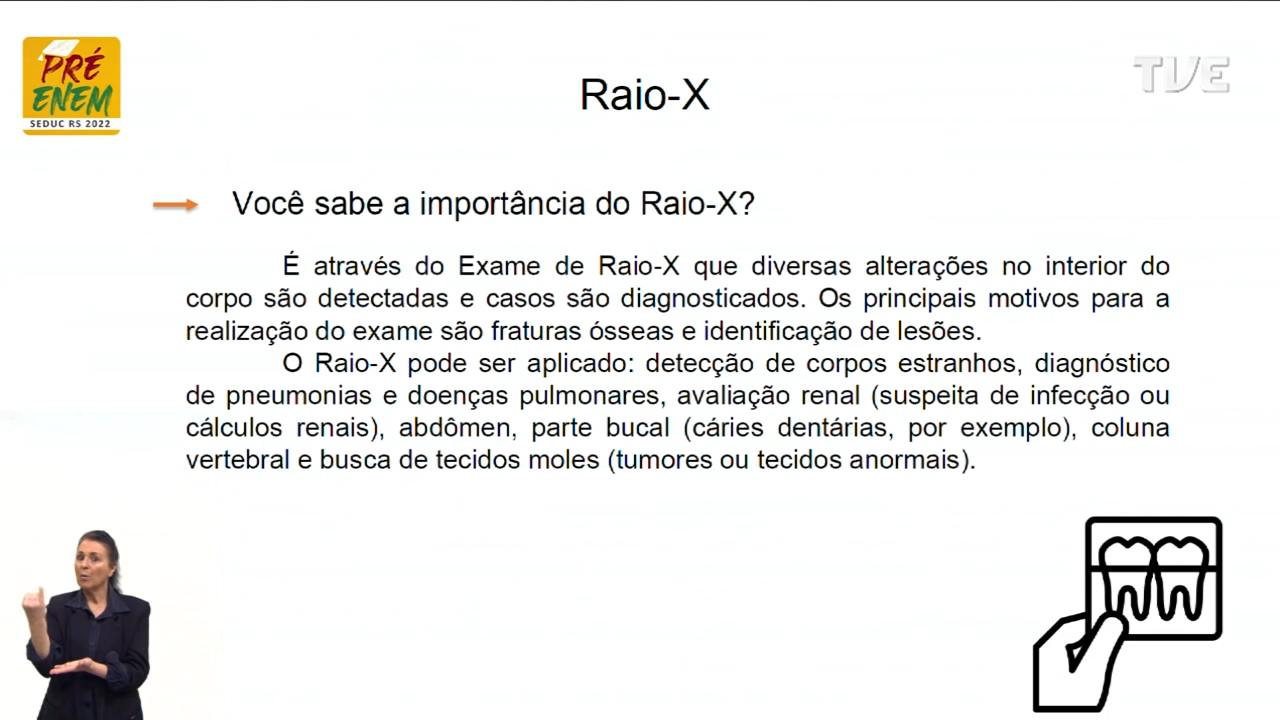 PRÉ
ENEM
SEDUC RS 2022
TVE
Raio-X
Você sabe a importância do Raio-X?
É através do Exame de Raio-X que diversas alterações no interior do
corpo são detectadas e casos são diagnosticados. Os principais motivos para a
realização do exame são fraturas ósseas e identificação de lesões.
O Raio-X pode ser aplicado: detecção de corpos estranhos, diagnóstico
de pneumonias e doenças pulmonares, avaliação renal (suspeita de infecção ou
cálculos renais), abdômen, parte bucal (cáries dentárias, por exemplo), coluna
vertebral e busca de tecidos moles (tumores ou tecidos anormais).